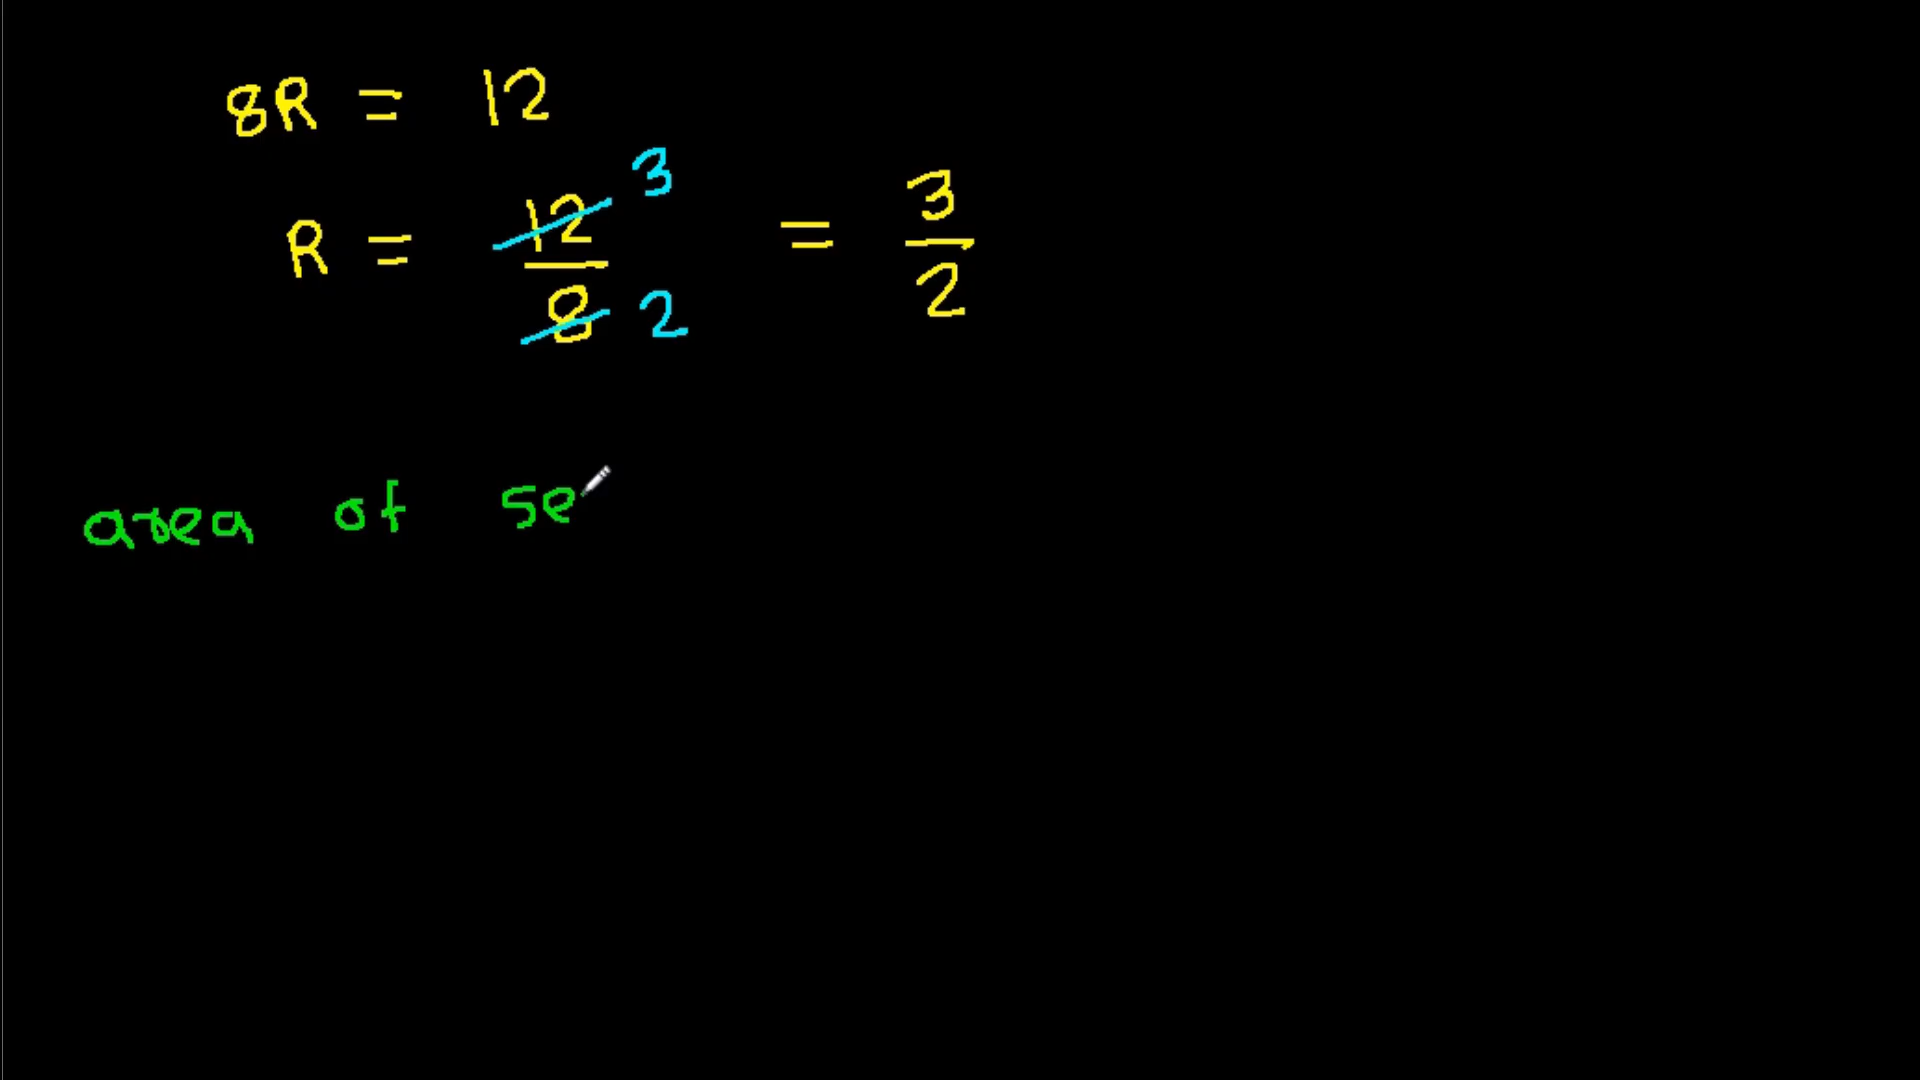 8R = 12
R = 12/8 3 2 = 3/2
area of se